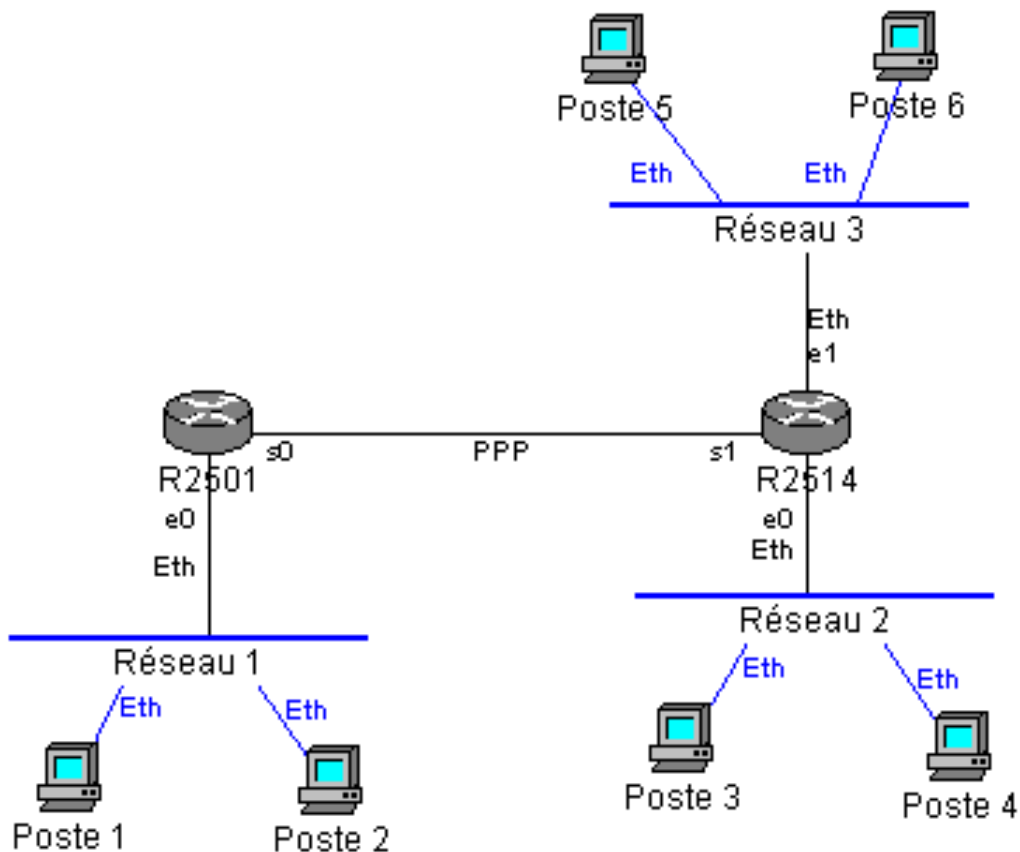 Poste 5
Poste 6
Eth
Eth
Réseau 3
Eth
e1
s0
PPP
s1
R2501
R2514
e0
Eth
e0
Eth
Réseau 1
Réseau 2
Eth
Eth
Eth
Eth
Poste 1
Poste 2
Poste 3
Poste 4